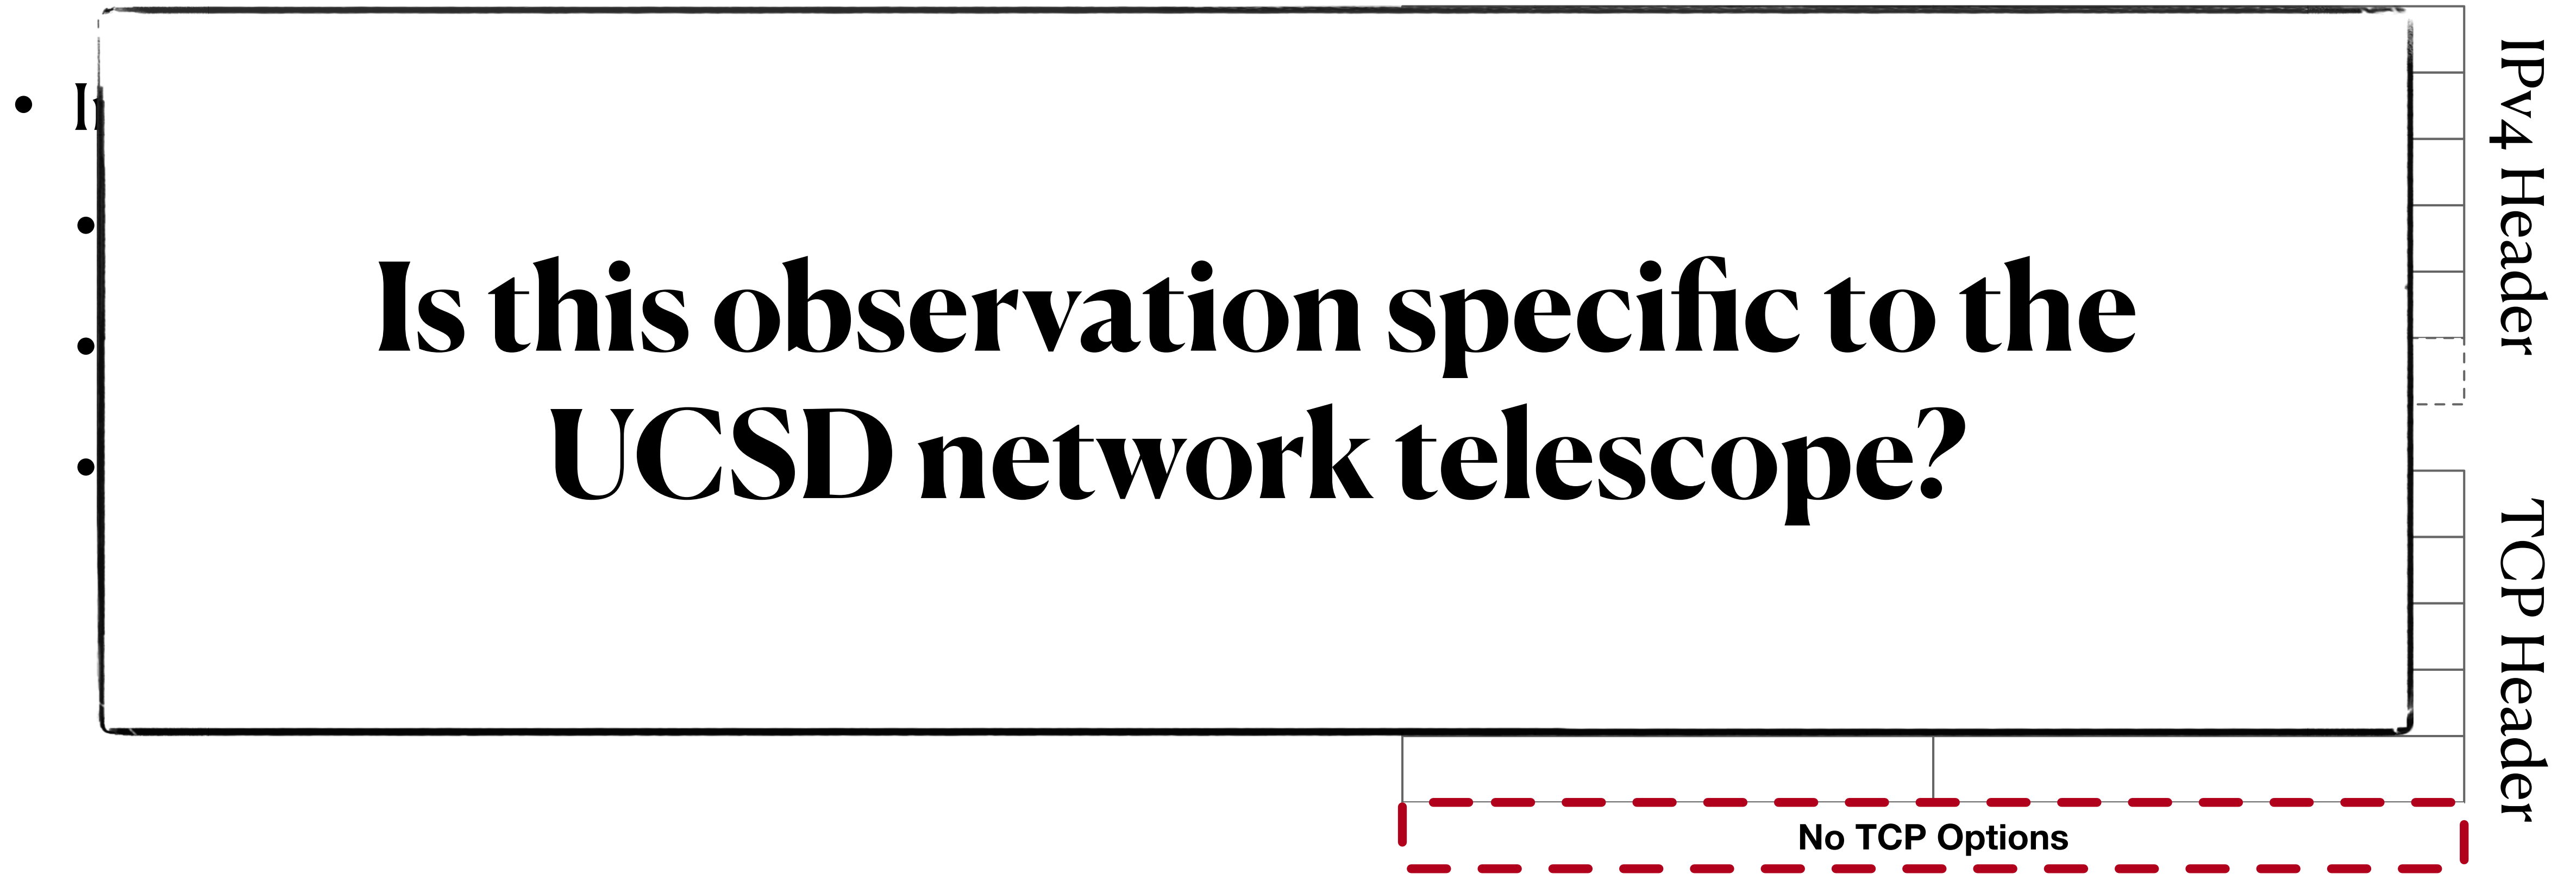 Is this observation specific to the
UCSD network telescope?
IPv4 Header
TCP Header
No TCP Options